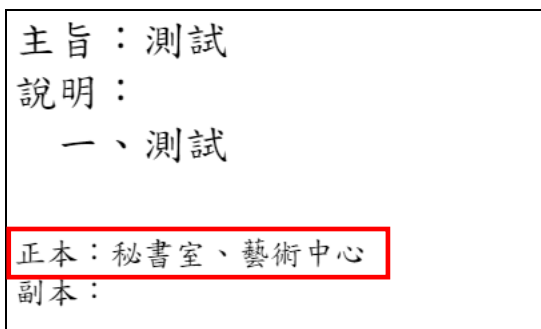 主旨：測試
說明：
一、測試
正本：秘書室、藝術中心
副本：